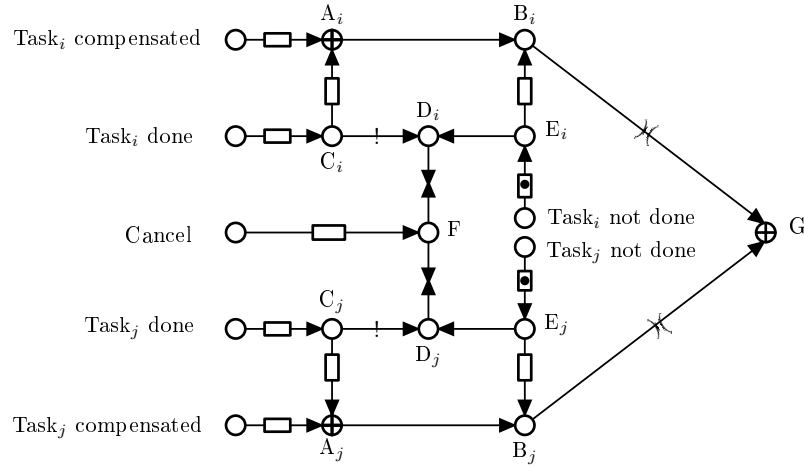 A_i B_i
Task_i compensated
D_i
Task_i done ! E_i
C_i
Task_i not done
Cancel F G
Task_j not done
C_j
Task_j done ! E_j
D_j
Task_j compensated
A_j B_j